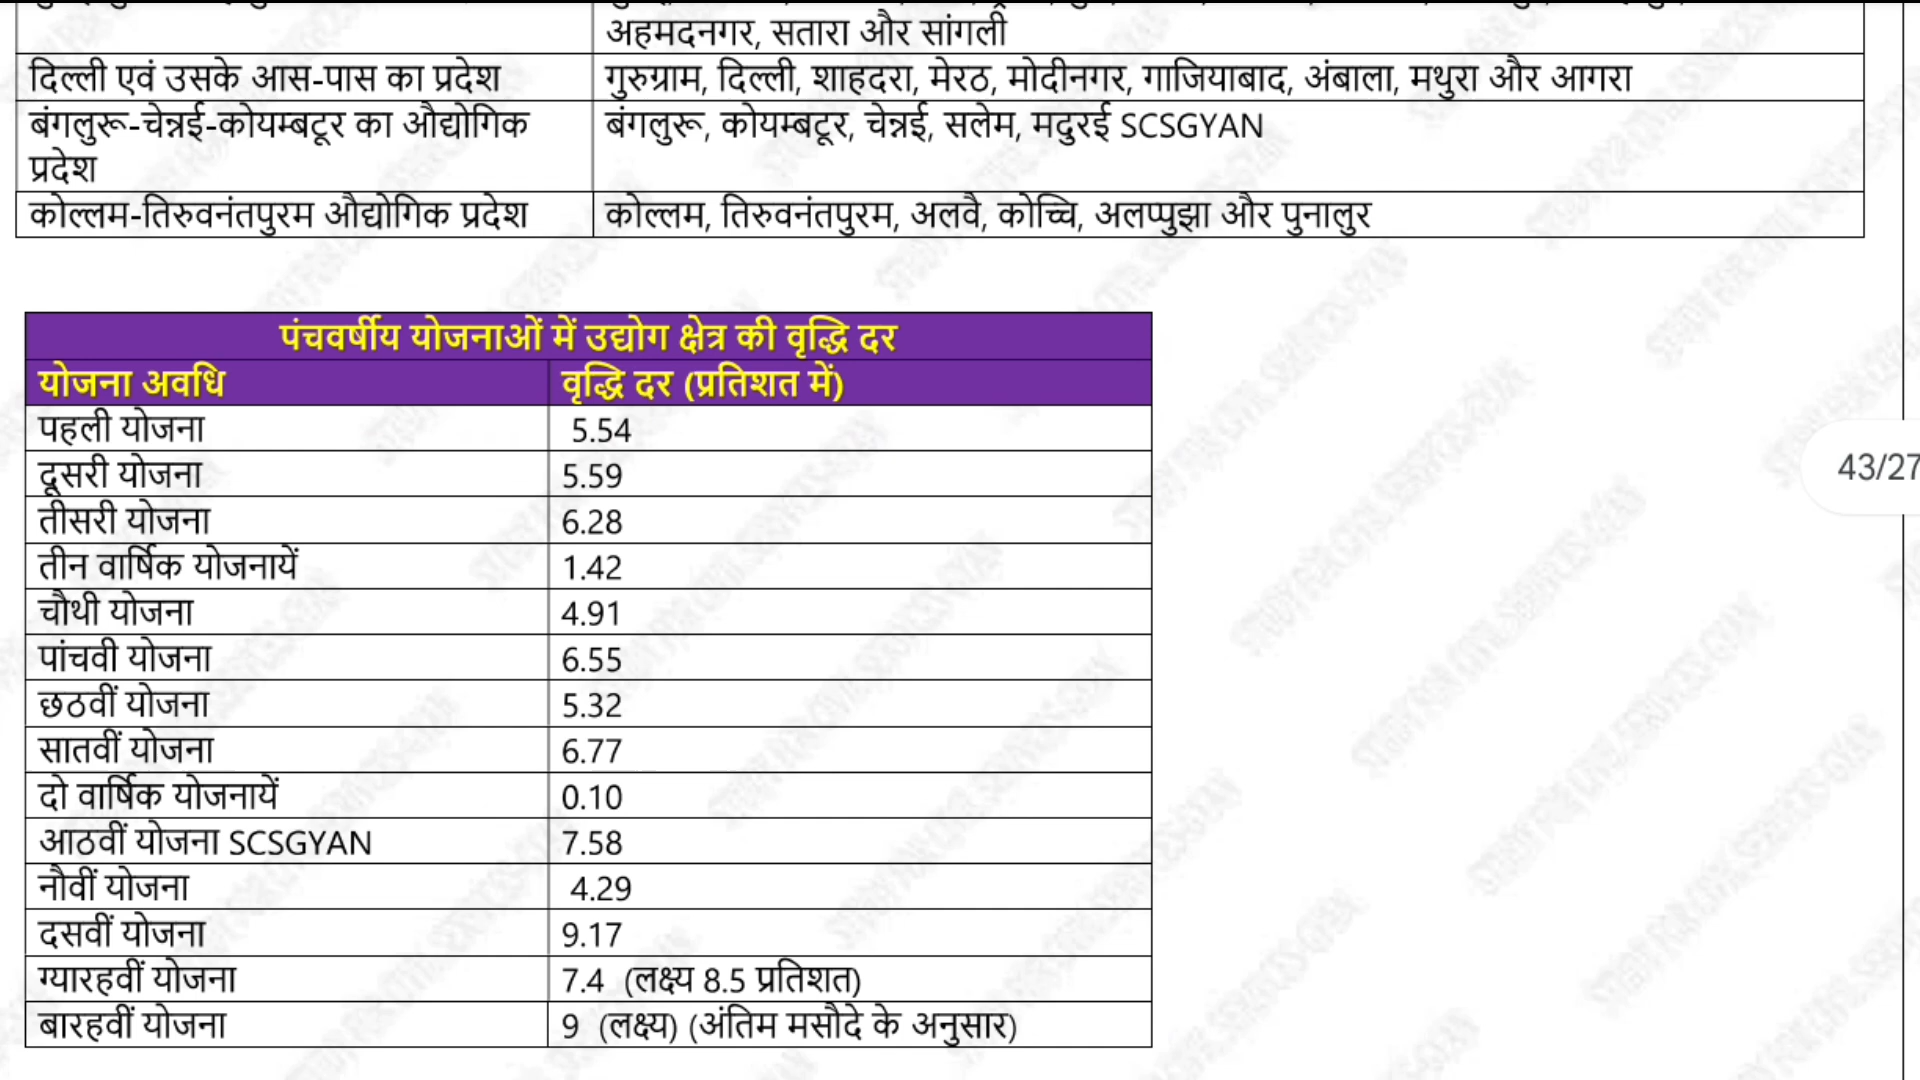 अहमदनगर, सतारा और सांगली
दिल्ली एवं उसके आस-पास का प्रदेश
गुरुग्राम, दिल्ली, शाहदरा, मेरठ, मोदीनगर, गाजियाबाद, अंबाला, मथुरा और आगरा
बंगलुरू-चेन्नई-कोयम्बटूर का औद्योगिक
प्रदेश
बंगलुरू, कोयम्बटूर, चेन्नई, सलेम, मदुरई SCSGYAN
कोल्लम-तिरुवनंतपुरम औद्योगिक प्रदेश
कोल्लम, तिरुवनंतपुरम, अलवै, कोच्चि, अलप्पुझा और पुनालुर
पंचवर्षीय योजनाओं में उद्योग क्षेत्र की वृद्धि दर
योजना अवधि
वृद्धि दर (प्रतिशत में)
पहली योजना
5.54
दूसरी योजना
5.59
तीसरी योजना
6.28
तीन वार्षिक योजनायें
1.42
चौथी योजना
4.91
पांचवी योजना
6.55
छठवीं योजना
5.32
सातवीं योजना
6.77
दो वार्षिक योजनायें
0.10
आठवीं योजना SCSGYAN
7.58
नौवीं योजना
4.29
दसवीं योजना
9.17
ग्यारहवीं योजना
7.4 (लक्ष्य 8.5 प्रतिशत)
बारहवीं योजना
9 (लक्ष्य) (अंतिम मसौदे के अनुसार)
43/27